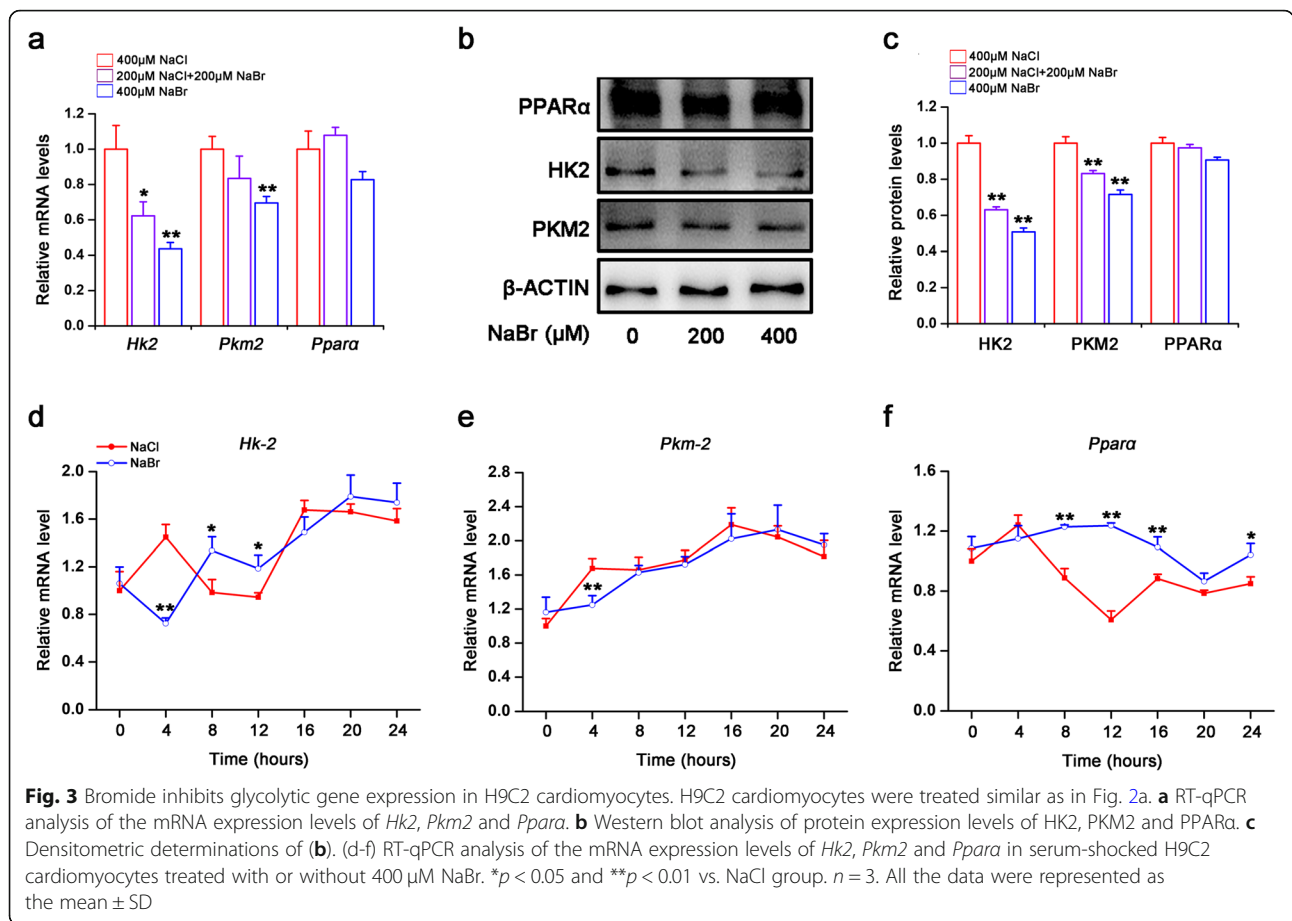 a
400μM NaCl
200μM NaCl+200μM NaBr
400μM NaBr
Relative mRNA levels
1.2
1.0
0.8
0.6
0.4
0.2
0.0
*
**
**
Hk2 Pkm2 Pparα
b
PPARα
HK2
PKM2
β-ACTIN
NaBr (μM) 0 200 400
c
400μM NaCl
200μM NaCl+200μM NaBr
400μM NaBr
Relative protein levels
1.2
1.0
0.8
0.6
0.4
0.2
0.0
**
**
**
**
HK2 PKM2 PPARα
d
Hk-2
NaCl
NaBr
Relative mRNA level
2.0
1.6
1.2
0.8
0.4
0.0
**
*
*
0 4 8 12 16 20 24
Time (hours)
e
Pkm-2
Relative mRNA level
2.8
2.4
2.0
1.6
1.2
0.8
0.4
0.0
**
0 4 8 12 16 20 24
Time (hours)
f
Pparα
Relative mRNA level
1.6
1.2
0.8
0.4
0.0
**
**
**
*
0 4 8 12 16 20 24
Time (hours)
Fig. 3 Bromide inhibits glycolytic gene expression in H9C2 cardiomyocytes. H9C2 cardiomyocytes were treated similar as in Fig. 2a. a RT-qPCR
analysis of the mRNA expression levels of Hk2, Pkm2 and Pparα. b Western blot analysis of protein expression levels of HK2, PKM2 and PPARα. c
Densitometric determinations of (b). (d-f) RT-qPCR analysis of the mRNA expression levels of Hk2, Pkm2 and Pparα in serum-shocked H9C2
cardiomyocytes treated with or without 400 μM NaBr. *p < 0.05 and **p < 0.01 vs. NaCl group. n = 3. All the data were represented as
the mean ± SD